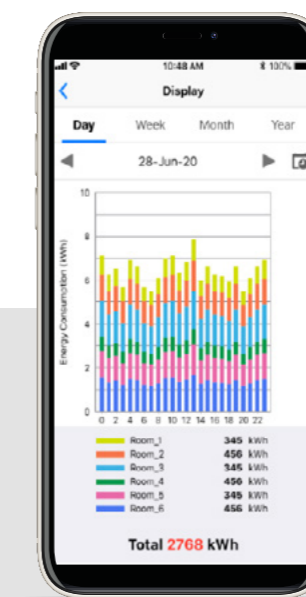 10:48 AM 100%
Display
Day Week Month Year
28-Jun-20
Energy Consumption (kWh)
10
8
6
4
2
0
0 2 4 6 8 10 12 14 16 18 20 22
Room_1 345 kWh
Room_2 456 kWh
Room_3 345 kWh
Room_4 456 kWh
Room_5 345 kWh
Room_6 456 kWh
Total 2768 kWh